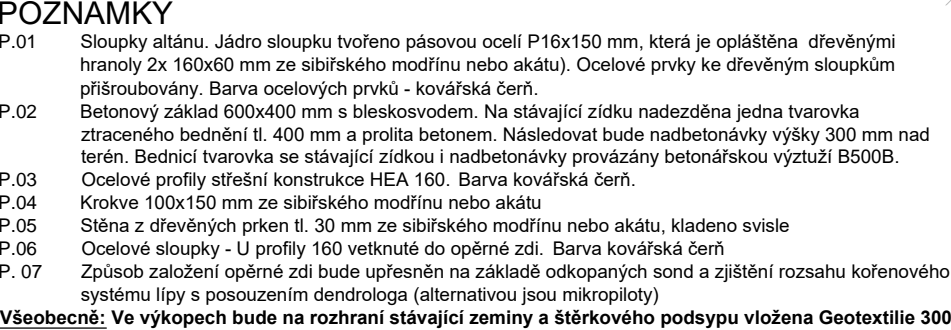 POZNÁMKY
P.01 Sloupky altánu. Jádro sloupku tvořeno pásovou ocelí P16x150 mm, která je opláštěna dřevěnými
hranoly 2x 160x60 mm ze sibiřského modřínu nebo akátu). Ocelové prvky ke dřevěným sloupkům
přišroubovány. Barva ocelových prvků - kovářská čerň.
P.02 Betonový základ 600x400 mm s bleskosvodem. Na stávající zídku nadezděna jedna tvarovka
ztraceného bednění tl. 400 mm a prolita betonem. Následovat bude nadbetonávky výšky 300 mm nad
terén. Bednicí tvarovka se stávající zídkou i nadbetonávky provázány betonářskou výztuží B500B.
P.03 Ocelové profily střešní konstrukce HEA 160. Barva kovářská čerň.
P.04 Krokve 100x150 mm ze sibiřského modřínu nebo akátu
P.05 Stěna z dřevěných prken tl. 30 mm ze sibiřského modřínu nebo akátu, kladeno svisle
P.06 Ocelové sloupky - U profily 160 vetknuté do opěrné zdi. Barva kovářská čerň
P. 07 Způsob založení opěrné zdi bude upřesněn na základě odkopaných sond a zjištění rozsahu kořenového
systému lípy s posouzením dendrologa (alternativou jsou mikropiloty)
Všeobecně: Ve výkopech bude na rozhraní stávající zeminy a štěrkového podsypu vložena Geotextilie 300